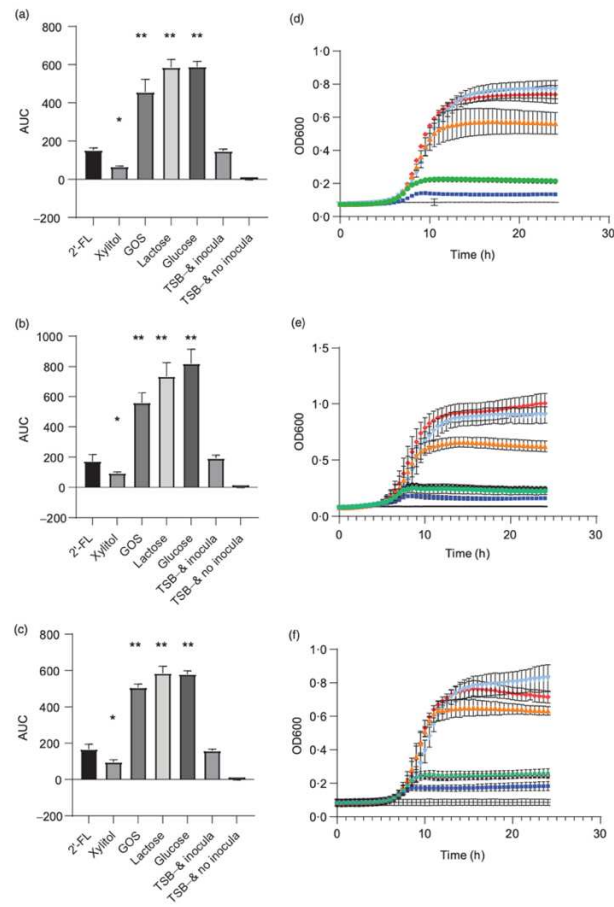 (a)
800
600
400
200
0
−200
AUC
** ** **
*
2'-FL
Xylitol
GOS
Lactose
Glucose
TSB−& inocula
TSB−& no inocula
(d)
1·0
0·8
0·6
0·4
0·2
0·0
OD600
0 10 20 30
Time (h)
(b)
1000
800
600
400
200
0
−200
AUC
** ** **
*
2'-FL
Xylitol
GOS
Lactose
Glucose
TSB−& inocula
TSB−& no inocula
(e)
1·5
1·0
0·5
0·0
OD600
0 10 20 30
Time (h)
(c)
800
600
400
200
0
−200
AUC
** ** **
*
2'-FL
Xylitol
GOS
Lactose
Glucose
TSB−& inocula
TSB−& no inocula
(f)
1·0
0·8
0·6
0·4
0·2
0·0
OD600
0 10 20 30
Time (h)